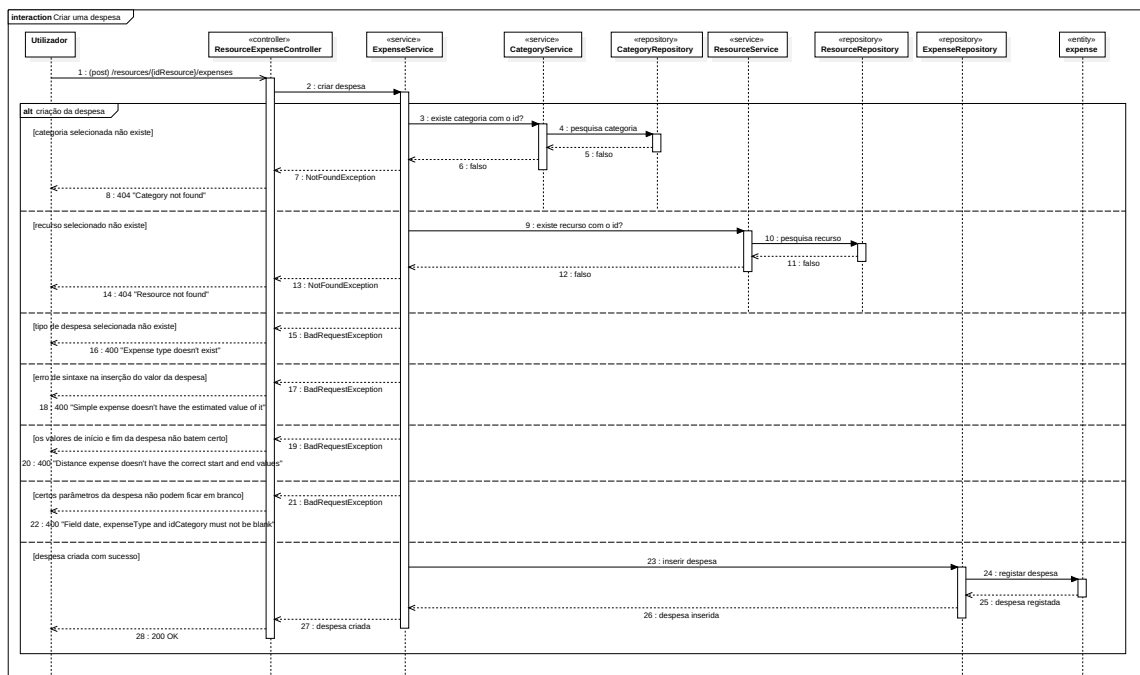 interaction Criar uma despesa
Utilizador
«controller»
ResourceExpenseController
«service»
ExpenseService
«service»
CategoryService
«repository»
CategoryRepository
«service»
ResourceService
«repository»
ResourceRepository
«repository»
ExpenseRepository
«entity»
expense
1 : (post) /resources/{idResource}/expenses
2 : criar despesa
alt criação da despesa
[categoria selecionada não existe]
3 : existe categoria com o id?
4 : pesquisa categoria
5 : falso
6 : falso
7 : NotFoundException
8 : 404 "Category not found"
[recurso selecionado não existe]
9 : existe recurso com o id?
10 : pesquisa recurso
11 : falso
12 : falso
13 : NotFoundException
14 : 404 "Resource not found"
[tipo de despesa selecionada não existe]
15 : BadRequestException
16 : 400 "Expense type doesn't exist"
[erro de sintaxe na inserção do valor da despesa]
17 : BadRequestException
18 : 400 "Simple expense doesn't have the estimated value of it"
[os valores de início e fim da despesa não batem certo]
19 : BadRequestException
20 : 400 "Distance expense doesn't have the correct start and end values"
[certos parâmetros da despesa não podem ficar em branco]
21 : BadRequestException
22 : 400 "Field date, expenseType and idCategory must not be blank"
[despesa criada com sucesso]
23 : inserir despesa
24 : registar despesa
25 : despesa registada
26 : despesa inserida
27 : despesa criada
28 : 200 OK